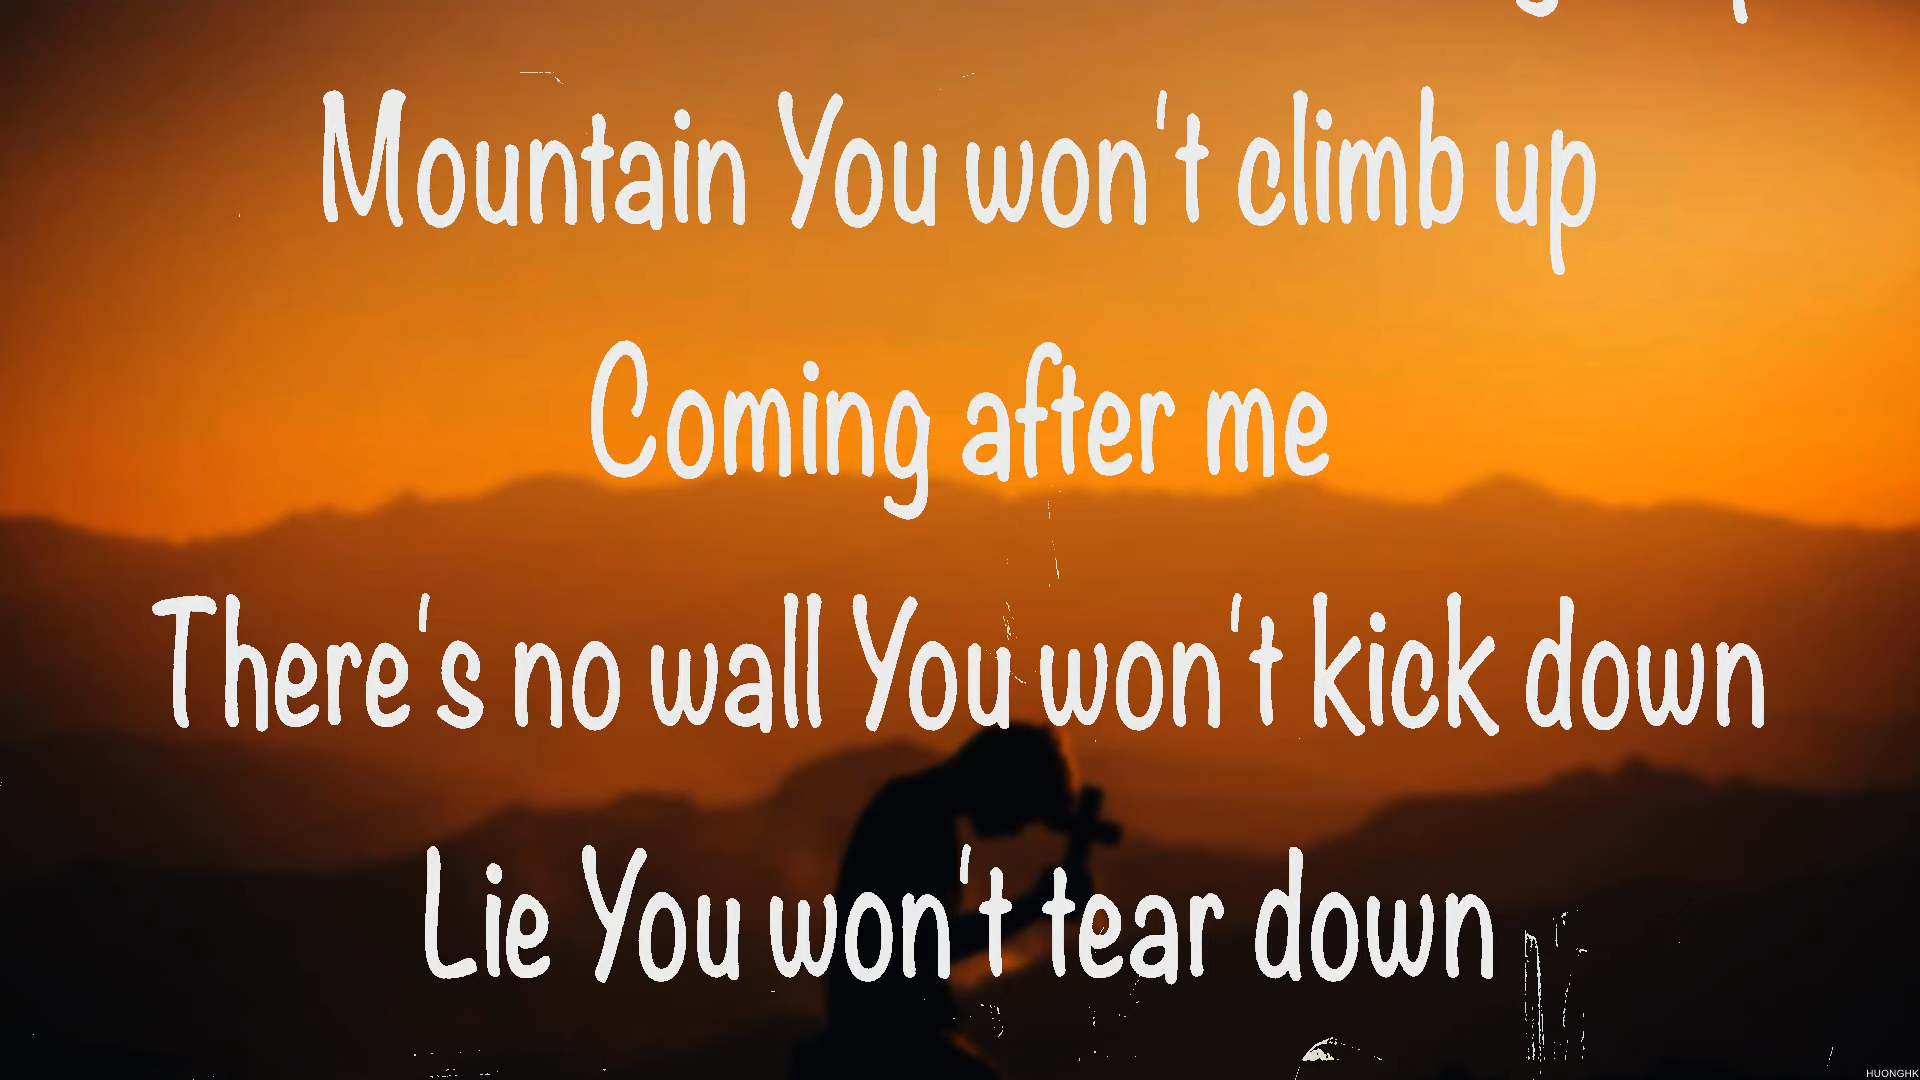 Mountain You won't climb up
Coming after me
There's no wall You won't kick down
Lie You won't tear down
HUONGHK